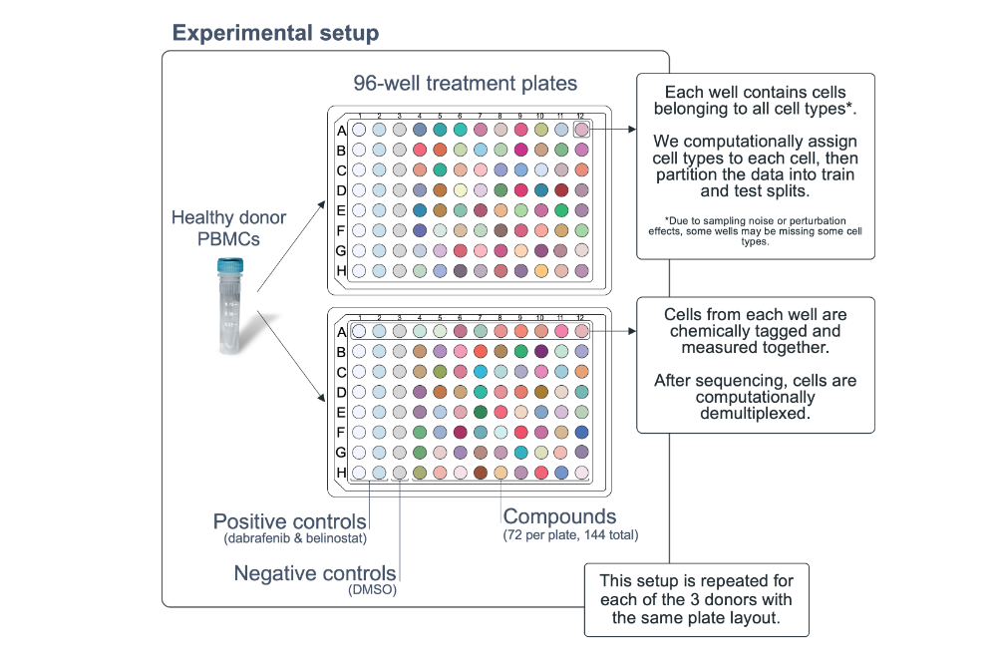 Experimental setup
96-well treatment plates
1 2 3 4 5 6 7 8 9 10 11 12
A
B
C
D
E
F
G
H
Each well contains cells
belonging to all cell types*.
We computationally assign
cell types to each cell, then
partition the data into train
and test splits.
*Due to sampling noise or perturbation
effects, some wells may be missing some cell
types.
Healthy donor
PBMCs
1 2 3 4 5 6 7 8 9 10 11 12
A
B
C
D
E
F
G
H
Cells from each well are
chemically tagged and
measured together.
After sequencing, cells are
computationally
demultiplexed.
Positive controls
(dabrafenib & belinostat)
Compounds
(72 per plate, 144 total)
Negative controls
(DMSO)
This setup is repeated for
each of the 3 donors with
the same plate layout.